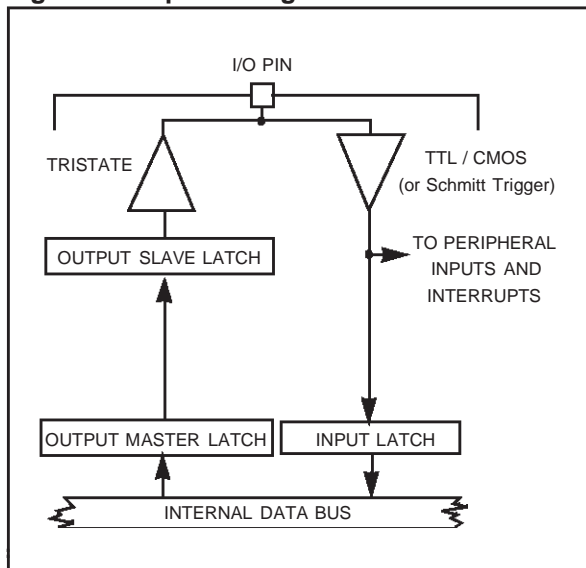 I/O PIN
TRISTATE
TTL / CMOS
(or Schmitt Trigger)
TO PERIPHERAL
INPUTS AND
INTERRUPTS
OUTPUT SLAVE LATCH
OUTPUT MASTER LATCH
INPUT LATCH
INTERNAL DATA BUS